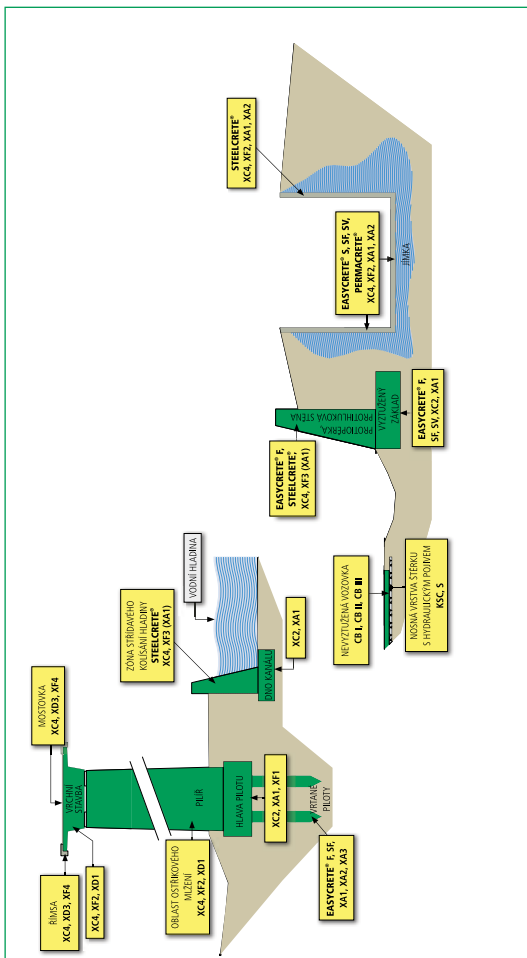 ŘÍMSA
XC4, XD3, XF4
XC4, XF2, XD1
MOSTOVKA
XC4, XD3, XF4
VRCHNÍ
STAVBA
PILÍŘ
OBLAST OSTŘIKOVÉHO
MLŽENÍ
XC4, XF2, XD1
HLAVA PILOTU
XC2, XA1, XF1
VRTANÉ
PILOTY
EASYCRETE® F, SF,
XA1, XA2, XA3
ZÓNA STŘÍDAVÉHO
KOLÍSÁNÍ HLADINY
STEELCRETE®
XC4, XF3 (XA1)
VODNÍ HLADINA
DNO KANÁLU
XC2, XA1
NEVYZTUŽENÁ VOZOVKA
CB I, CB II, CB III
NOSNÁ VRSTVA ŠTĚRKU
S HYDRAULICKÝM POJIVEM
KSC, S
EASYCRETE® F,
STEELCRETE®,
XC4, XF3 (XA1)
PROTIOPĚRKA,
PROTIHLUKOVÁ STĚNA
VYZTUŽENÝ
ZÁKLAD
EASYCRETE® F,
SF, SV, XC2, XA1
EASYCRETE® S, SF, SV,
PERMACRETE®
XC4, XF2, XA1, XA2
JÍMKA
STEELCRETE®
XC4, XF2, XA1, XA2